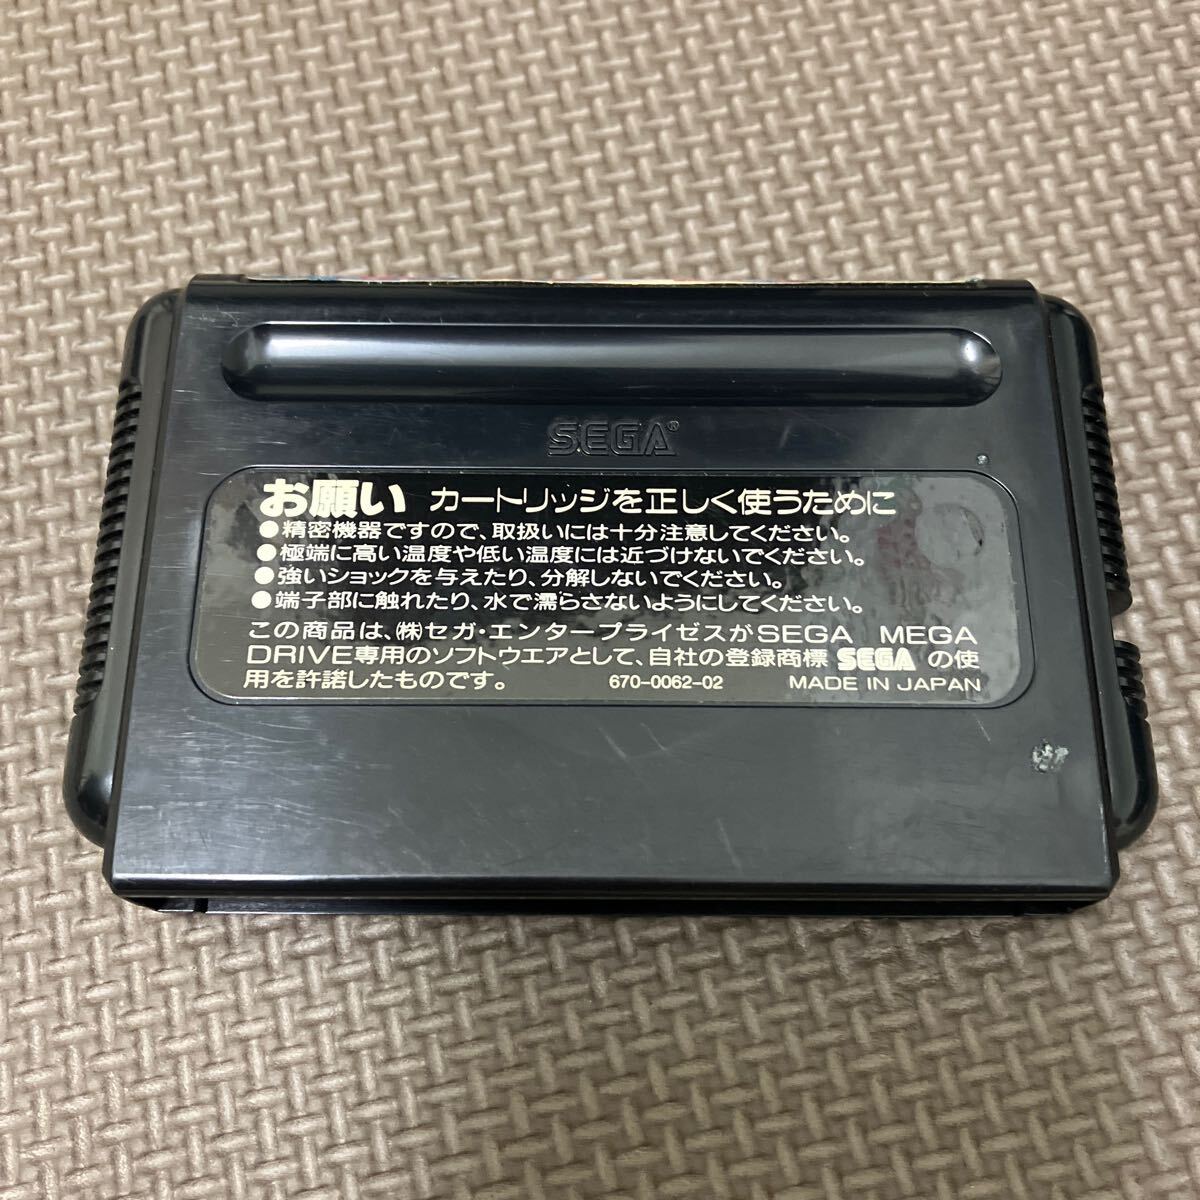 SEGA®
お願い カートリッジを正しく使うために
●精密機器ですので、取扱いには十分注意してください。
●極端に高い温度や低い温度には近づけないでください。
●強いショックを与えたり、分解しないでください。
●端子部に触れたり、水で濡らさないようにしてください。
この商品は、㈱セガ・エンタープライゼスがSEGA MEGA
DRIVE専用のソフトウエアとして、自社の登録商標 SEGA の使
用を許諾したものです。 670-0062-02 MADE IN JAPAN